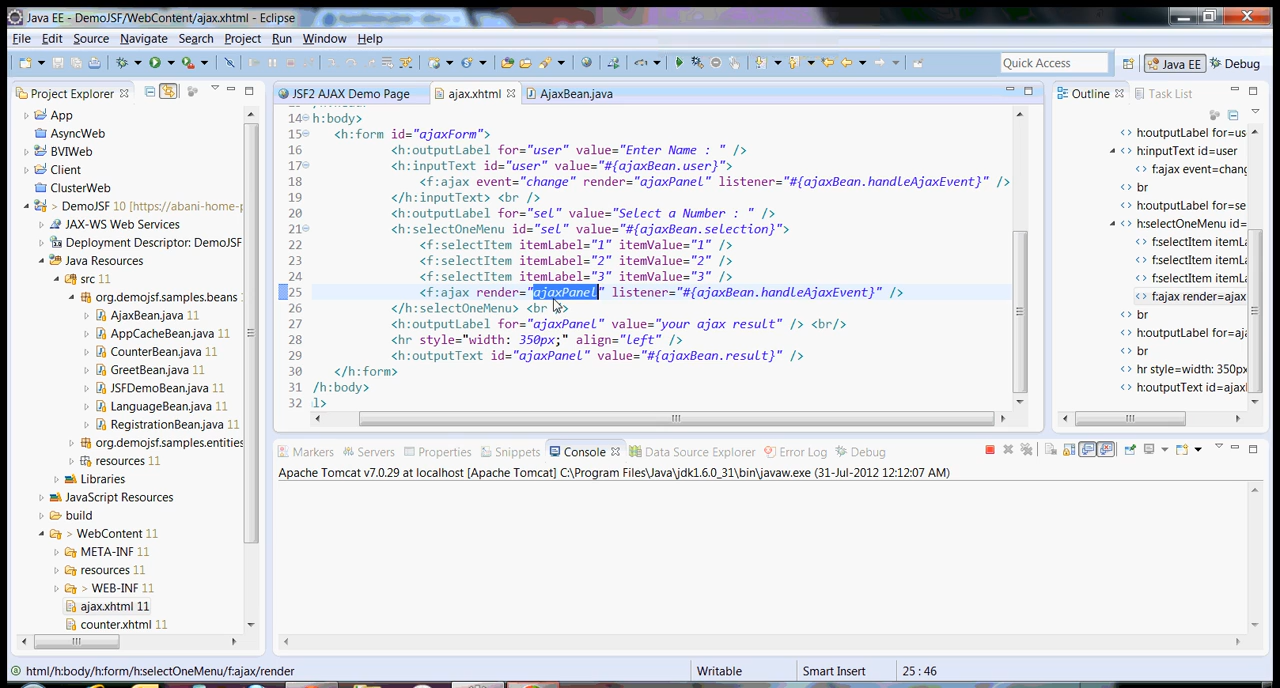 Java EE - DemoJSF/WebContent/ajax.xhtml - Eclipse
File Edit Source Navigate Search Project Run Window Help
Quick Access Java EE Debug
Project Explorer
App
AsyncWeb
BVIWeb
Client
ClusterWeb
> DemoJSF 10 [https://abani-home-p
JAX-WS Web Services
Deployment Descriptor: DemoJSF
Java Resources
src 11
org.demojsf.samples.beans
AjaxBean.java 11
AppCacheBean.java 11
CounterBean.java 11
GreetBean.java 11
JSFDemoBean.java 11
LanguageBean.java 11
RegistrationBean.java 11
org.demojsf.samples.entities
resources 11
Libraries
JavaScript Resources
build
> WebContent 11
META-INF 11
resources 11
> WEB-INF 11
ajax.xhtml 11
counter.xhtml 11
JSF2 AJAX Demo Page ajax.xhtml AjaxBean.java
14 h:body>
15 <h:form id="ajaxForm">
16 <h:outputLabel for="user" value="Enter Name : " />
17 <h:inputText id="user" value="#{ajaxBean.user}">
18 <f:ajax event="change" render="ajaxPanel" listener="#{ajaxBean.handleAjaxEvent}" />
19 </h:inputText> <br />
20 <h:outputLabel for="sel" value="Select a Number : " />
21 <h:selectOneMenu id="sel" value="#{ajaxBean.selection}">
22 <f:selectItem itemLabel="1" itemValue="1" />
23 <f:selectItem itemLabel="2" itemValue="2" />
24 <f:selectItem itemLabel="3" itemValue="3" />
25 <f:ajax render="ajaxPanel" listener="#{ajaxBean.handleAjaxEvent}" />
26 </h:selectOneMenu> <br />
27 <h:outputLabel for="ajaxPanel" value="your ajax result" /> <br/>
28 <hr style="width: 350px;" align="left" />
29 <h:outputText id="ajaxPanel" value="#{ajaxBean.result}" />
30 </h:form>
31 /h:body>
32 l>
Outline Task List
h:outputLabel for=us
h:inputText id=user
f:ajax event=chang
br
h:outputLabel for=se
h:selectOneMenu id=
f:selectItem itemLa
f:selectItem itemLa
f:selectItem itemLa
f:ajax render=ajax
br
h:outputLabel for=aja
br
hr style=width: 350px
h:outputText id=ajaxl
Markers Servers Properties Snippets Console Data Source Explorer Error Log Debug
Apache Tomcat v7.0.29 at localhost [Apache Tomcat] C:\Program Files\Java\jdk1.6.0_31\bin\javaw.exe (31-Jul-2012 12:12:07 AM)
html/h:body/h:form/h:selectOneMenu/f:ajax/render Writable Smart Insert 25 : 46